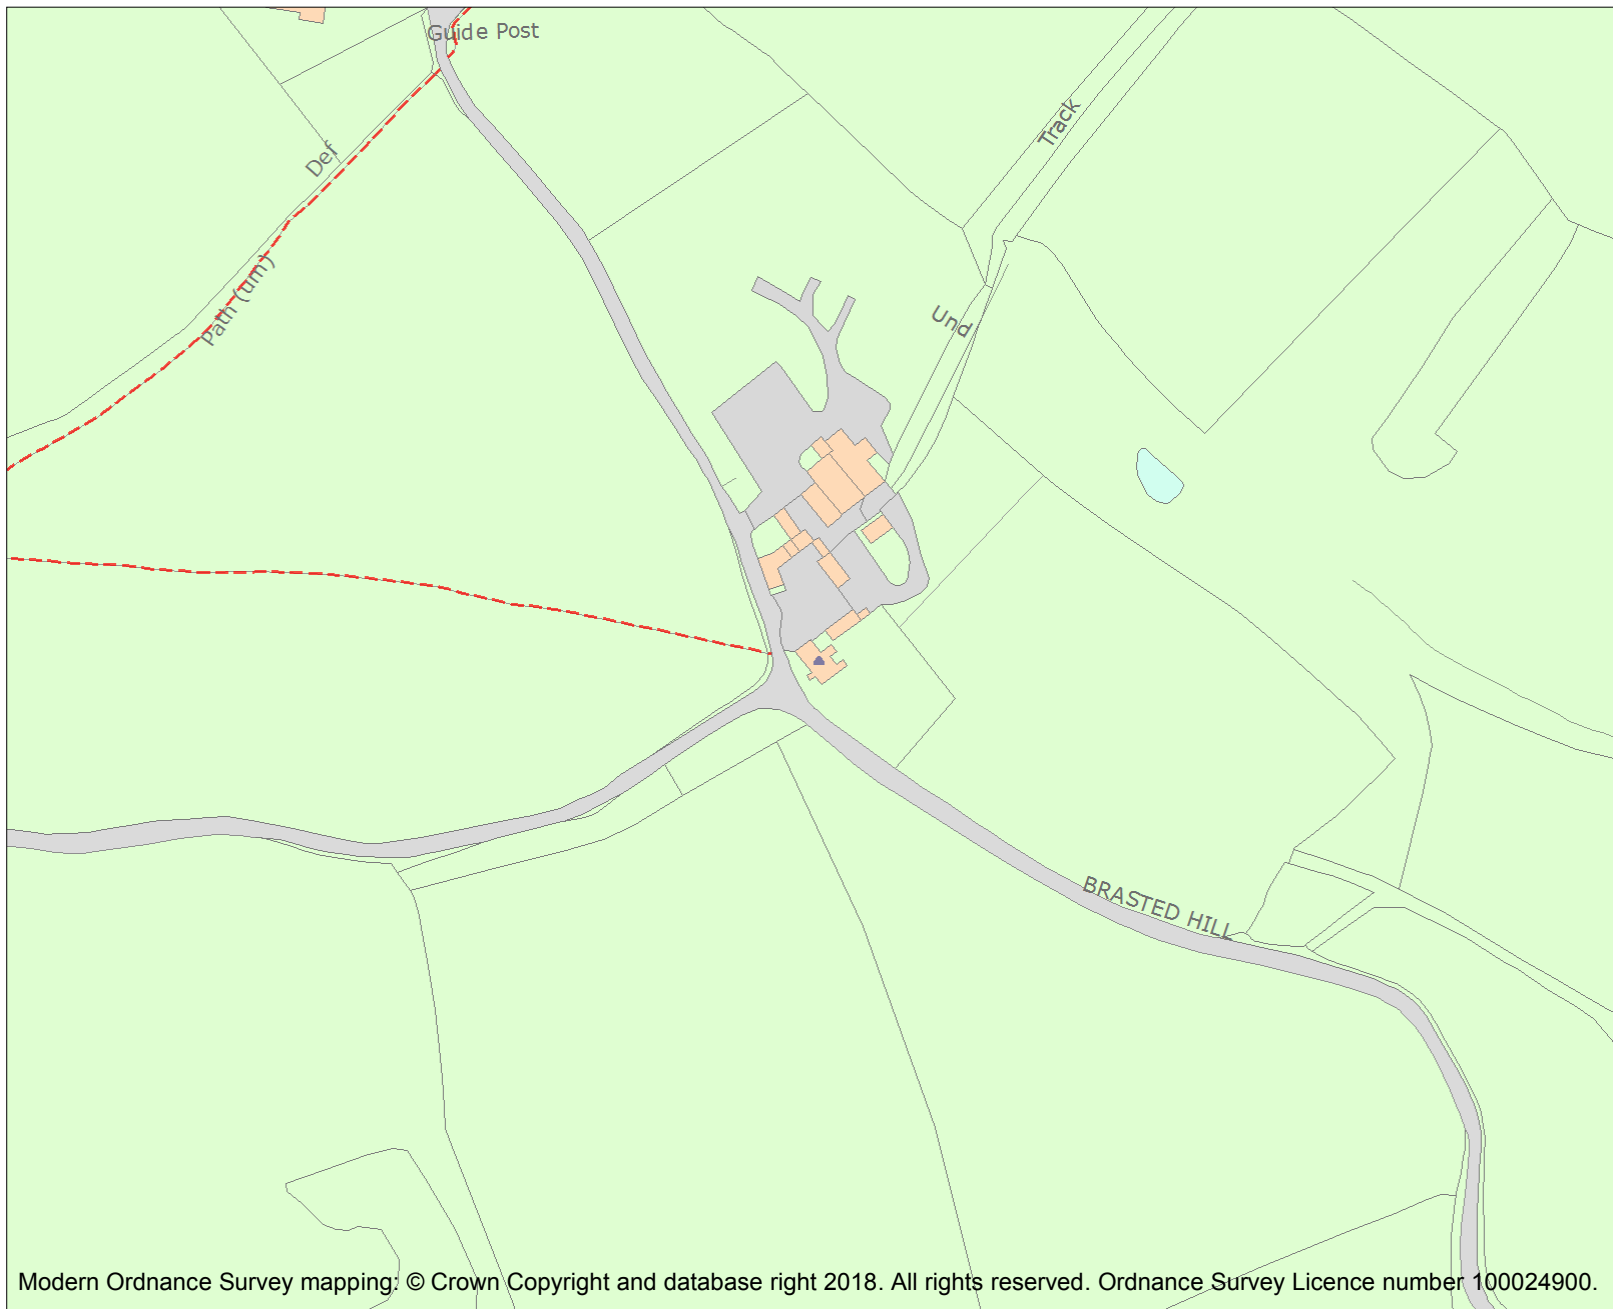 Guide Post
Track
Def
Path (um)
Und
BRASTED HILL
Modern Ordnance Survey mapping: © Crown Copyright and database right 2018. All rights reserved. Ordnance Survey Licence number 100024900.